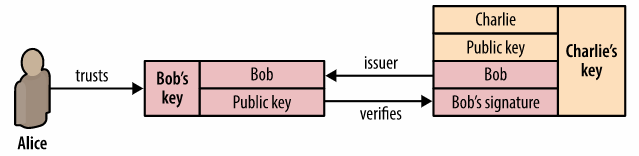 Alice
trusts
Bob's
key
Bob
Public key
issuer
verifies
Charlie
Public key
Bob
Bob's signature
Charlie's
key